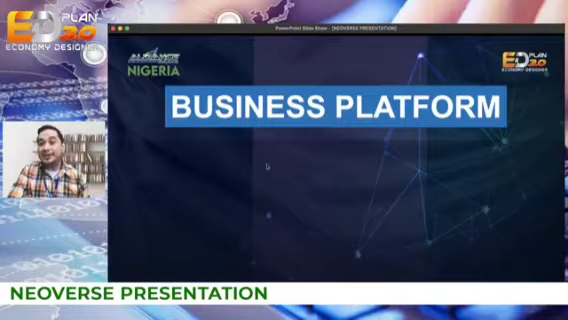 ED PLAN
3.0
ECONOMY DESIGNER
PowerPoint Slide Show - [NEOVERSE PRESENTATION]
ALLIANCE
NIGERIA
ED PLAN
3.0
ECONOMY DESIGNER
BUSINESS PLATFORM
NEOVERSE PRESENTATION